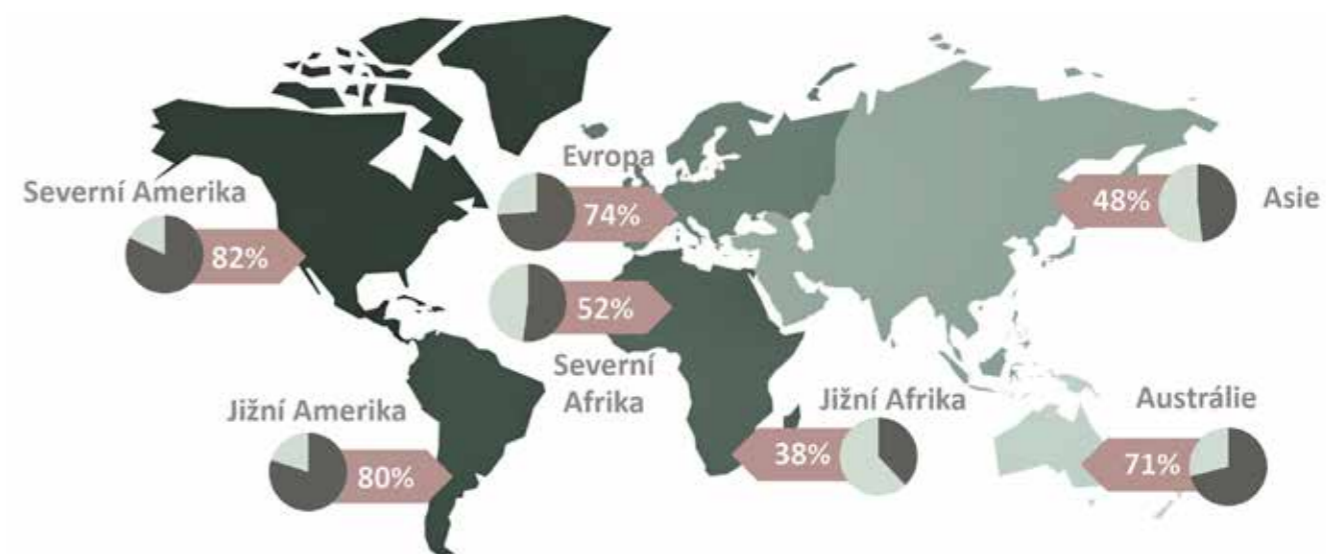 Evropa
74%
Severní Amerika
82%
48%
Asie
52%
Severní
Afrika
Jižní Amerika
80%
Jižní Afrika
38%
Austrálie
71%